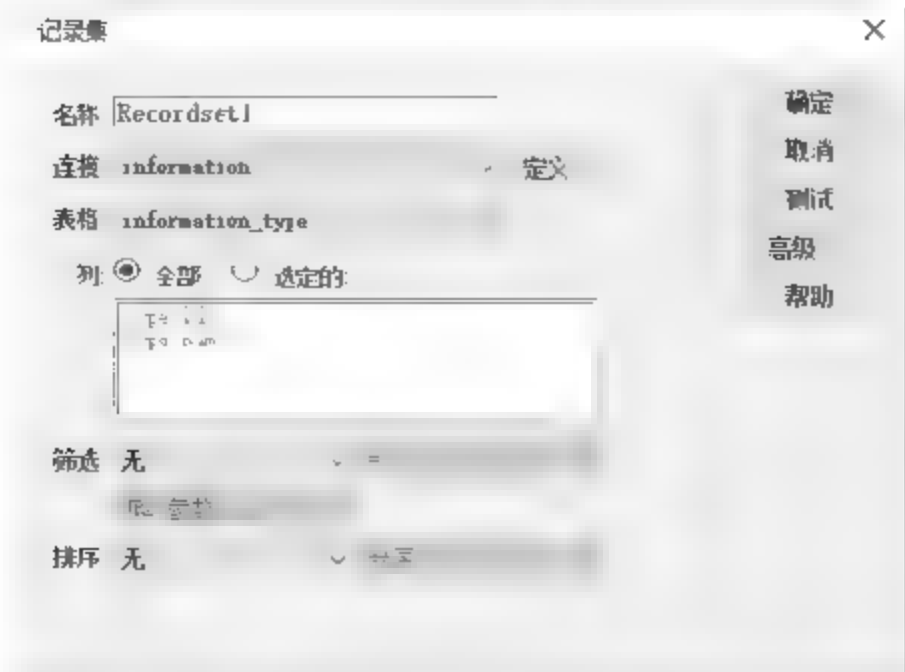 记录集
名称 Recordset1
确定
连接 information 定义
取消
表格 information_type
测试
列: 全部 选定的:
高级
帮助
筛选 无 =
排序 无